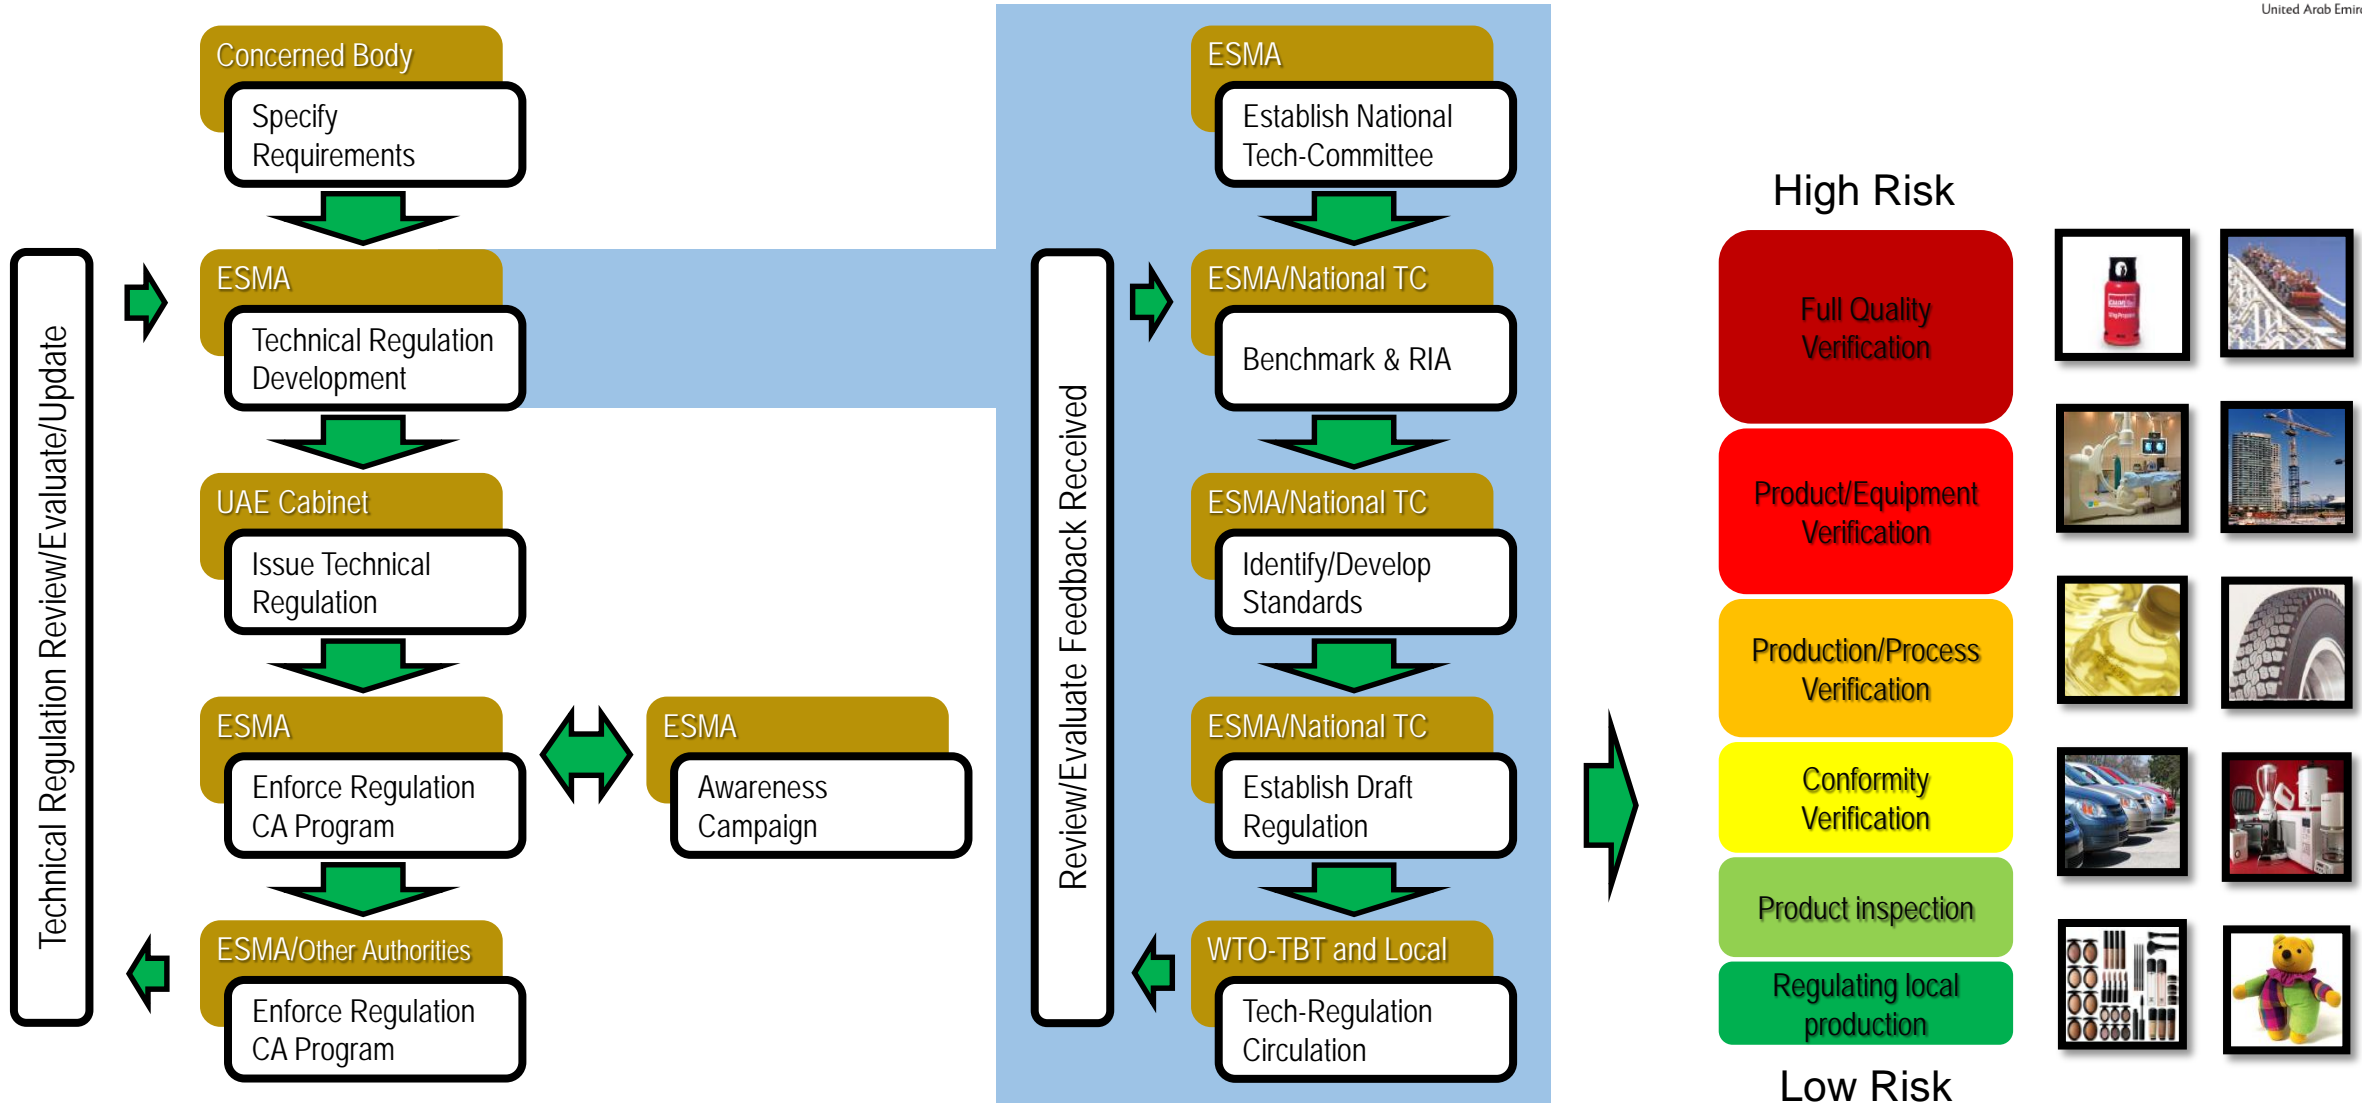 United Arab Emir
Concerned Body
Specify
Requirements
ESMA
Technical Regulation
Development
UAE Cabinet
Issue Technical
Regulation
ESMA
Enforce Regulation
CA Program
ESMA
Awareness
Campaign
ESMA/Other Authorities
Enforce Regulation
CA Program
Technical Regulation Review/Evaluate/Update
ESMA
Establish National
Tech-Committee
ESMA/National TC
Benchmark & RIA
ESMA/National TC
Identify/Develop
Standards
ESMA/National TC
Establish Draft
Regulation
WTO-TBT and Local
Tech-Regulation
Circulation
Review/Evaluate Feedback Received
High Risk
Full Quality
Verification
Product/Equipment
Verification
Production/Process
Verification
Conformity
Verification
Product inspection
Regulating local
production
Low Risk